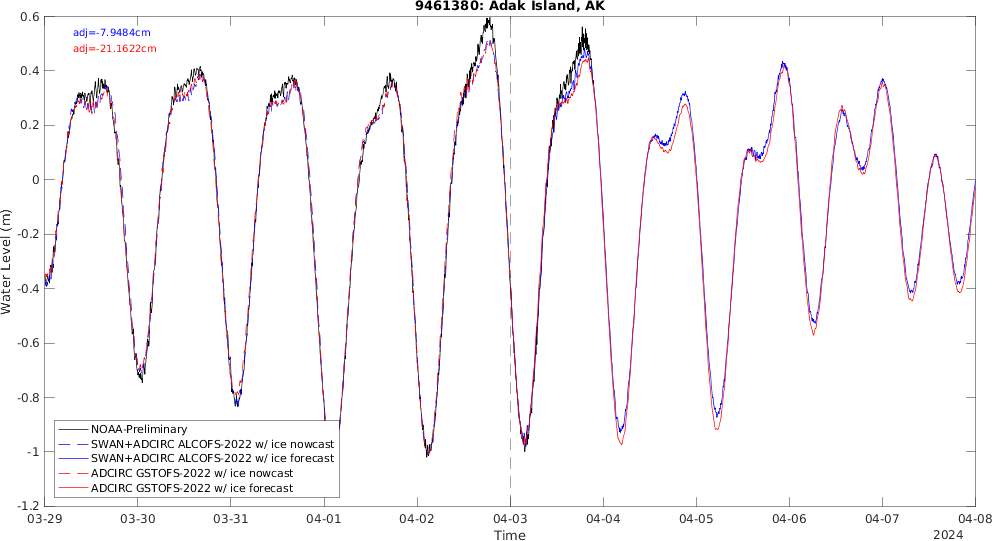 9461380: Adak Island, AK
adj=-7.9484cm
adj=-21.1622cm
Water Level (m)
0.6
0.4
0.2
0
-0.2
-0.4
-0.6
-0.8
-1
-1.2
NOAA-Preliminary
SWAN+ADCIRC ALCOFS-2022 w/ ice nowcast
SWAN+ADCIRC ALCOFS-2022 w/ ice forecast
ADCIRC GSTOFS-2022 w/ ice nowcast
ADCIRC GSTOFS-2022 w/ ice forecast
03-29 03-30 03-31 04-01 04-02 04-03 04-04 04-05 04-06 04-07 04-08
Time
2024